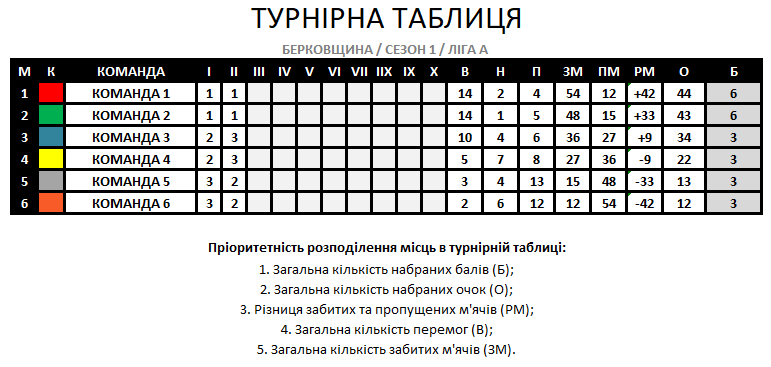 ТУРНІРНА ТАБЛИЦЯ
БЕРКОВЩИНА / СЕЗОН 1 / ЛІГА А
М К КОМАНДА I II III IV V VI VII IIX IX X В Н П ЗМ ПМ РМ О Б
1 КОМАНДА 1 1 1 14 2 4 54 12 +42 44 6
2 КОМАНДА 2 1 1 14 1 5 48 15 +33 43 6
3 КОМАНДА 3 2 3 10 4 6 36 27 +9 34 3
4 КОМАНДА 4 2 3 5 7 8 27 36 -9 22 3
5 КОМАНДА 5 3 2 3 4 13 15 48 -33 13 3
6 КОМАНДА 6 3 2 2 6 12 12 54 -42 12 3
Пріоритетність розподілення місць в турнірній таблиці:
1. Загальна кількість набраних балів (Б);
2. Загальна кількість набраних очок (О);
3. Різниця забитих та пропущених м'ячів (РМ);
4. Загальна кількість перемог (В);
5. Загальна кількість забитих м'ячів (ЗМ).